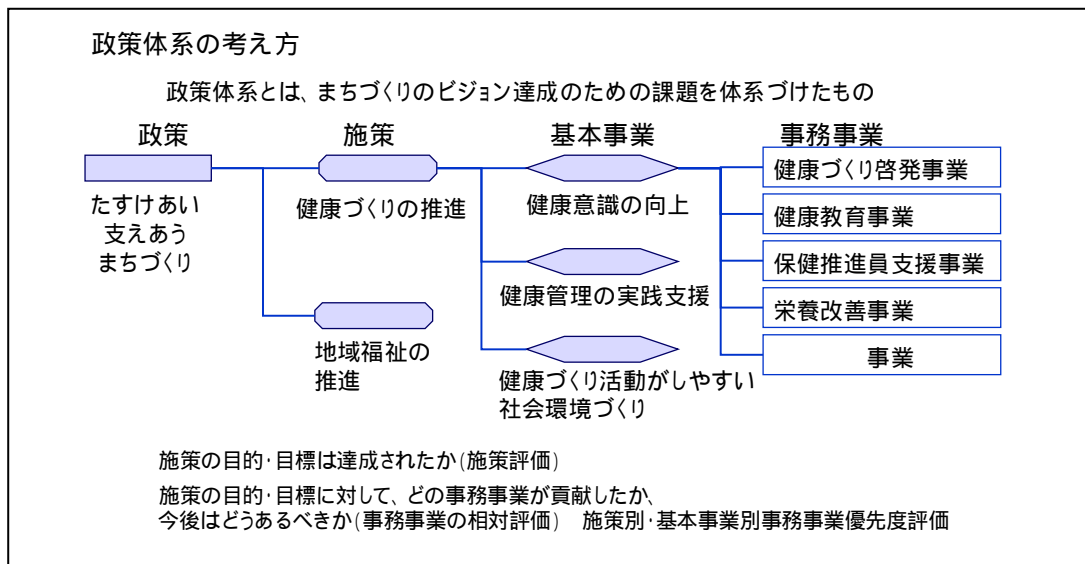 政策体系の考え方
政策体系とは、まちづくりのビジョン達成のための課題を体系づけたもの
政策 施策 基本事業 事務事業
たすけあい
支えあう
まちづくり
健康づくりの推進
地域福祉の
推進
健康意識の向上
健康管理の実践支援
健康づくり活動がしやすい
社会環境づくり
健康づくり啓発事業
健康教育事業
保健推進員支援事業
栄養改善事業
事業
施策の目的・目標は達成されたか(施策評価)
施策の目的・目標に対して、どの事務事業が貢献したか、
今後はどうあるべきか(事務事業の相対評価) 施策別・基本事業別事務事業優先度評価